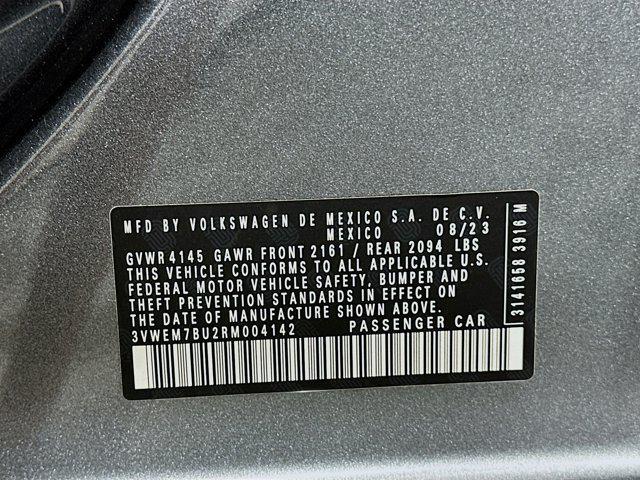 MFD BY VOLKSWAGEN DE MEXICO S.A. DE C.V.
MEXICO 08/23
GVWR 4145 GAWR FRONT 2161 / REAR 2094 LBS
THIS VEHICLE CONFORMS TO ALL APPLICABLE U.S.
FEDERAL MOTOR VEHICLE SAFETY, BUMPER AND
THEFT PREVENTION STANDARDS IN EFFECT ON
THE DATE OF MANUFACTURE SHOWN ABOVE.
3VWEM7BU2RM004142 PASSENGER CAR
3141858 3916 M